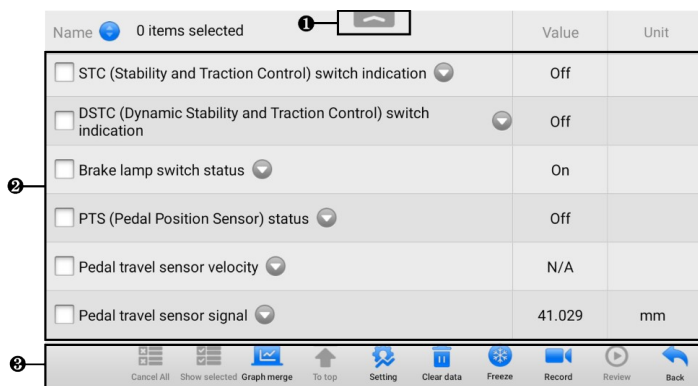 Name 0 items selected ❶ Value Unit
STC (Stability and Traction Control) switch indication Off
DSTC (Dynamic Stability and Traction Control) switch
indication Off
Brake lamp switch status On
❷
PTS (Pedal Position Sensor) status Off
Pedal travel sensor velocity N/A
Pedal travel sensor signal 41.029 mm
❸
Cancel All Show selected Graph merge To top Setting Clear data Freeze Record Review Back